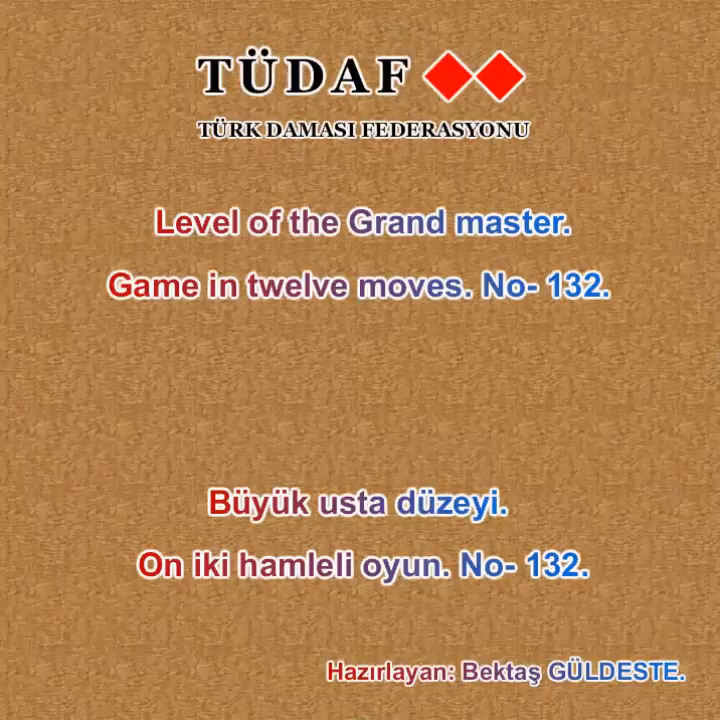 TÜDAF
TÜRK DAMASI FEDERASYONU
Level of the Grand master.
Game in twelve moves. No- 132.
Büyük usta düzeyi.
On iki hamleli oyun. No- 132.
Hazırlayan: Bektaş GÜLDESTE.